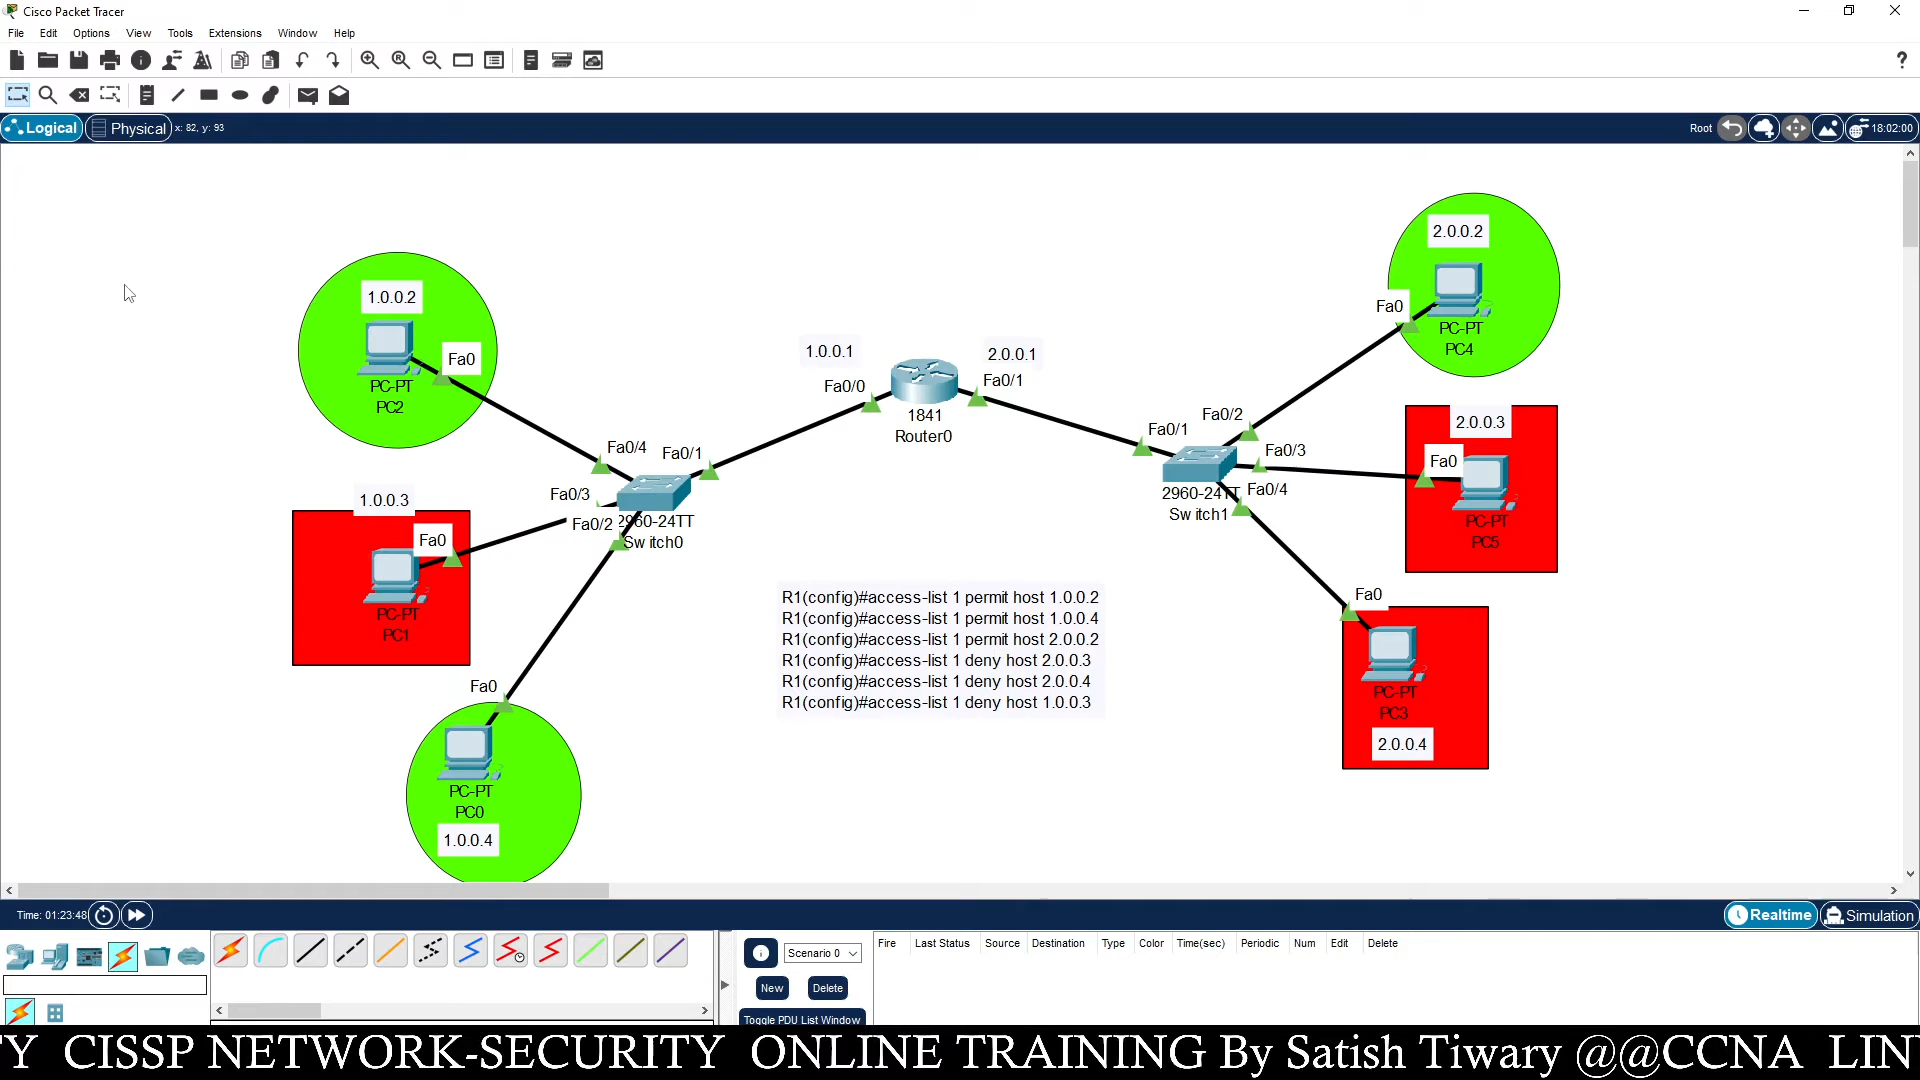 Cisco Packet Tracer
File Edit Options View Tools Extensions Window Help
?
Logical Physical x: 82, y: 93 Root 18:02:00
2.0.0.2
Fa0
PC-PT
PC4
1.0.0.2
Fa0
PC-PT
PC2
1.0.0.1
Fa0/0
2.0.0.1
Fa0/1
1841
Router0
Fa0/4
Fa0/1
Fa0/3
Fa0/2
2960-24TT
Sw itch0
Fa0/1
Fa0/2
Fa0/3
Fa0/4
2960-24TT
Sw itch1
2.0.0.3
Fa0
PC-PT
PC5
1.0.0.3
Fa0
PC-PT
PC1
R1(config)#access-list 1 permit host 1.0.0.2
R1(config)#access-list 1 permit host 1.0.0.4
R1(config)#access-list 1 permit host 2.0.0.2
R1(config)#access-list 1 deny host 2.0.0.3
R1(config)#access-list 1 deny host 2.0.0.4
R1(config)#access-list 1 deny host 1.0.0.3
Fa0
PC-PT
PC3
2.0.0.4
Fa0
PC-PT
PC0
1.0.0.4
Time: 01:23:48 Realtime Simulation
Scenario 0
New Delete
Toggle PDU List Window
Fire Last Status Source Destination Type Color Time(sec) Periodic Num Edit Delete
TY CISSP NETWORK-SECURITY ONLINE TRAINING By Satish Tiwary @@CCNA LIN